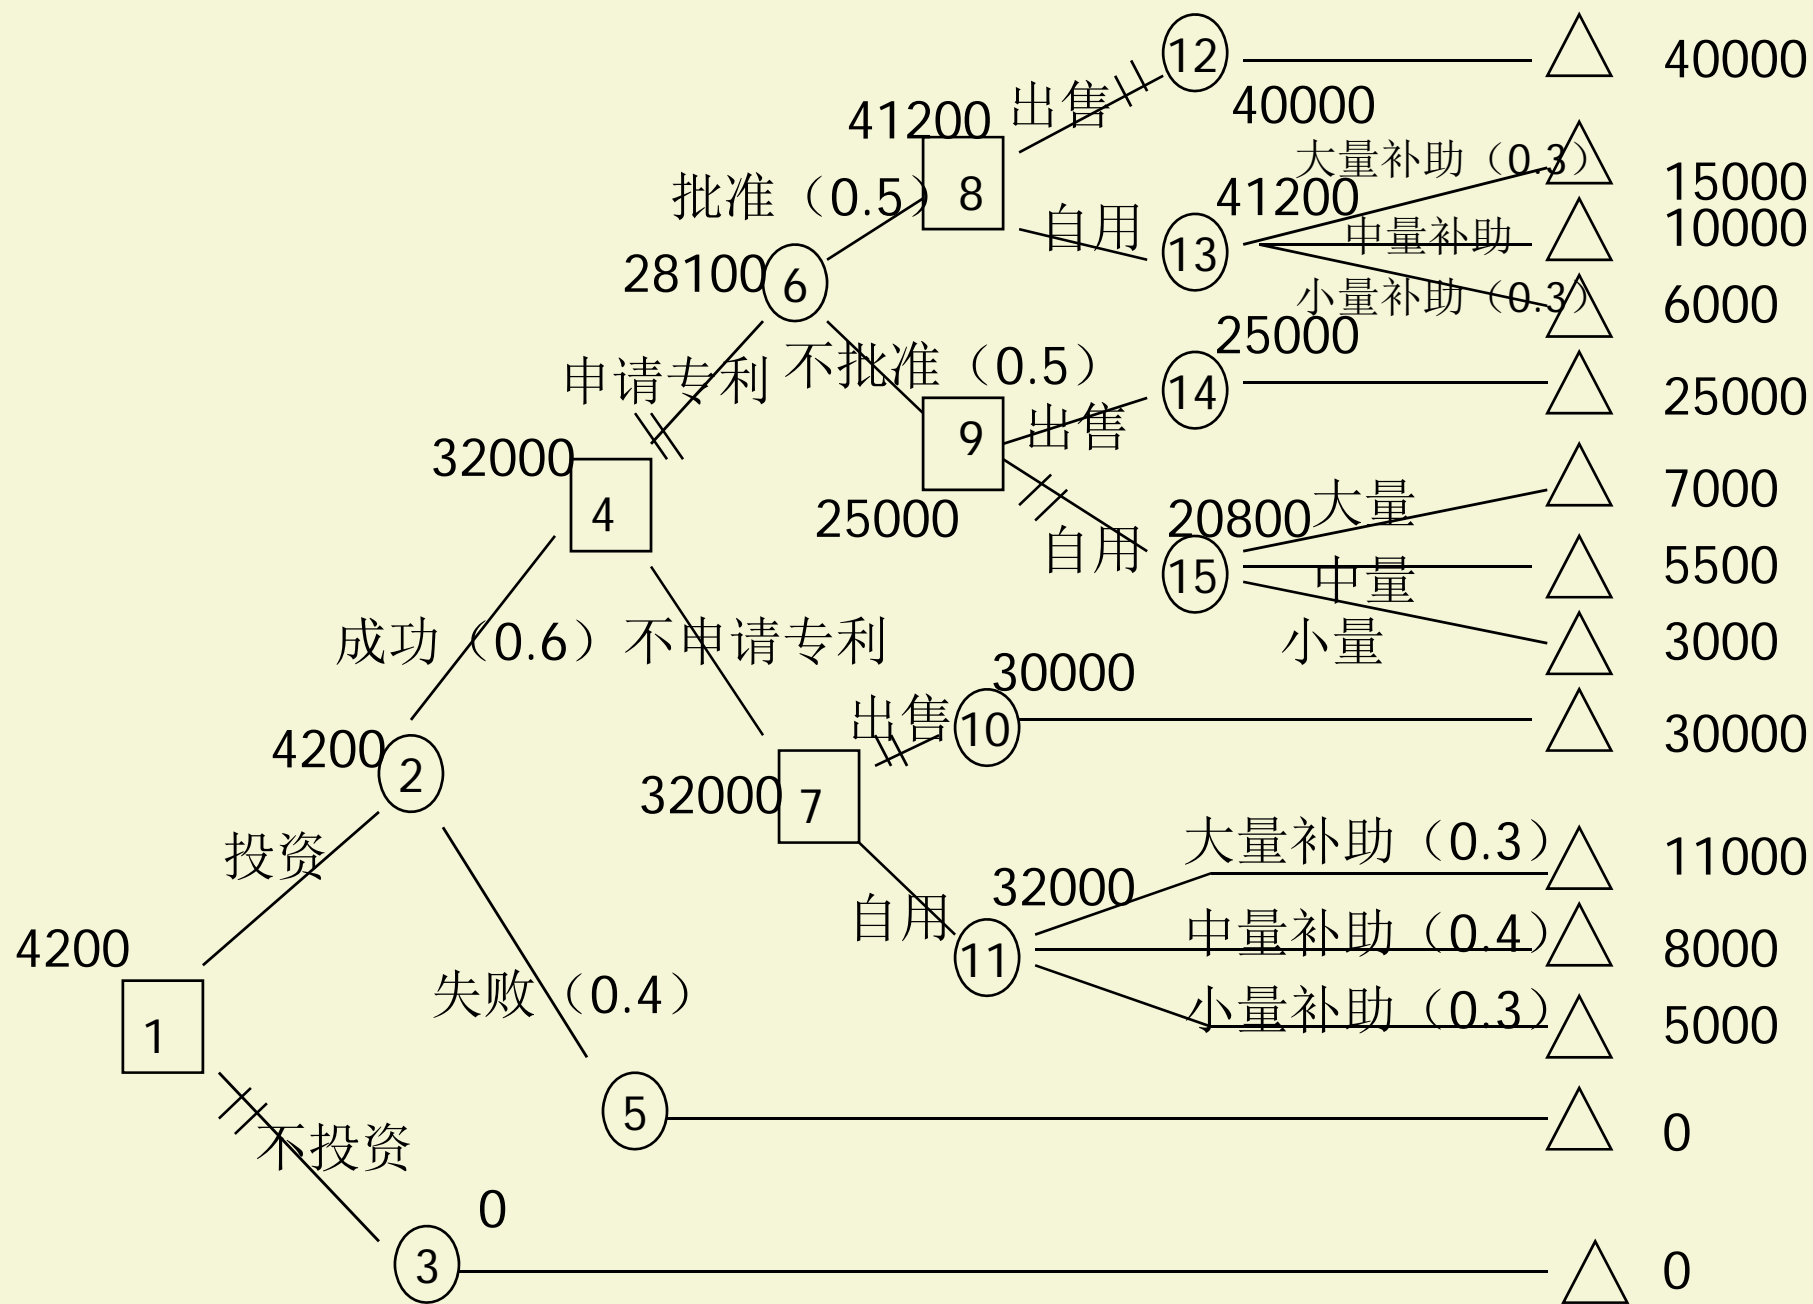 12
40000
出售
40000
41200
大量补助（0.3）
8
批准（0.5）
41200
15000
自用
13
中量补助
10000
28100
6
小量补助（0.3）
6000
25000
不批准（0.5）
申请专利
14
25000
出售
9
32000
4
25000
20800
大量
7000
自用
15
中量
5500
成功（0.6）
不申请专利
小量
3000
30000
出售
10
30000
4200
2
32000
7
投资
大量补助（0.3）
11000
32000
自用
11
中量补助（0.4）
8000
4200
失败（0.4）
小量补助（0.3）
5000
1
5
0
不投资
0
3
0